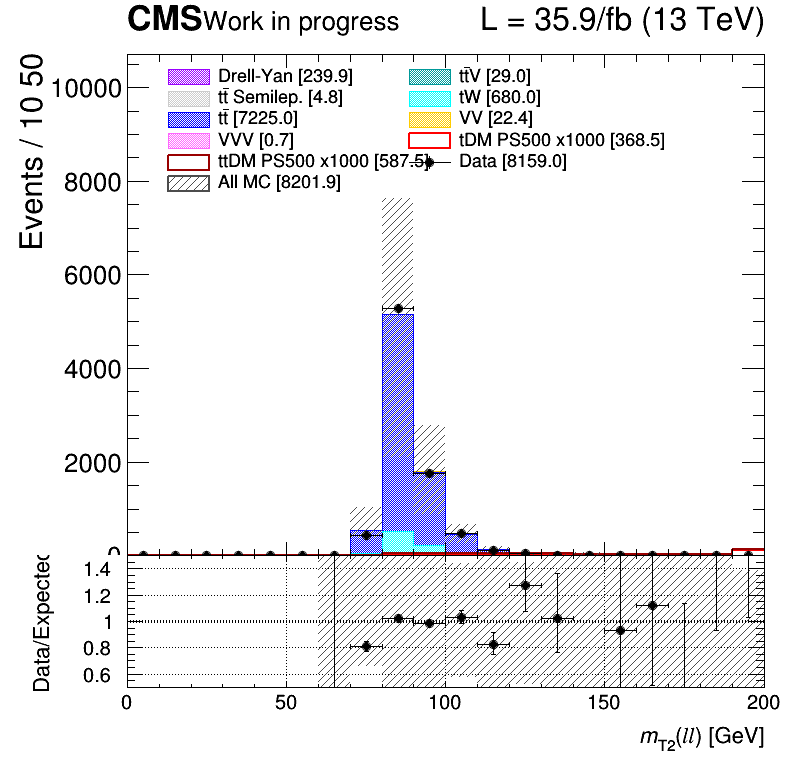 CMS Work in progress L = 35.9/fb (13 TeV)
Events / 10 50
10000
8000
6000
4000
2000
0
Drell-Yan [239.9]
tt̄ Semilep. [4.8]
tt̄ [7225.0]
VVV [0.7]
ttDM PS500 x1000 [587.5]
All MC [8201.9]
tt̄V [29.0]
tW [680.0]
VV [22.4]
tDM PS500 x1000 [368.5]
Data [8159.0]
Data/Expected
1.4
1.2
1
0.8
0.6
0 50 100 150 200
m_T2(ll) [GeV]